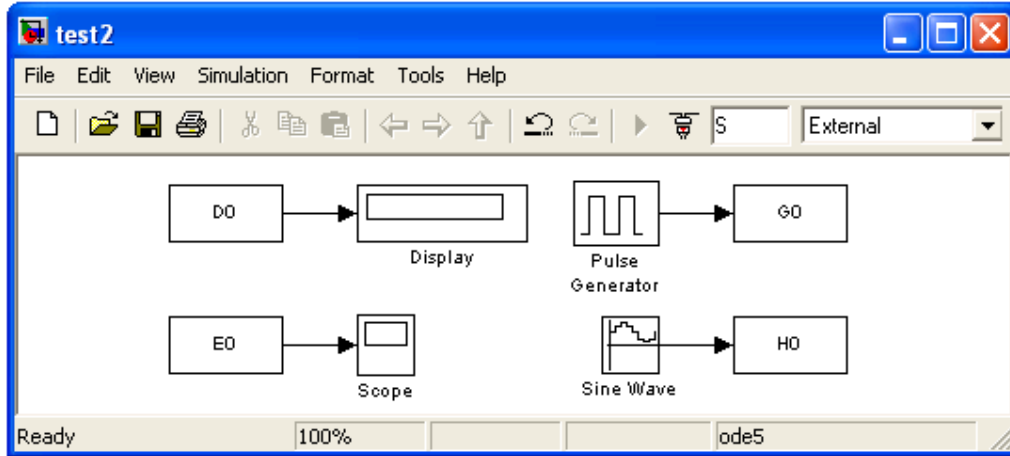 test2
File Edit View Simulation Format Tools Help
S External
D0 G0
Display Pulse
Generator
E0 H0
Scope Sine Wave
Ready 100% ode5